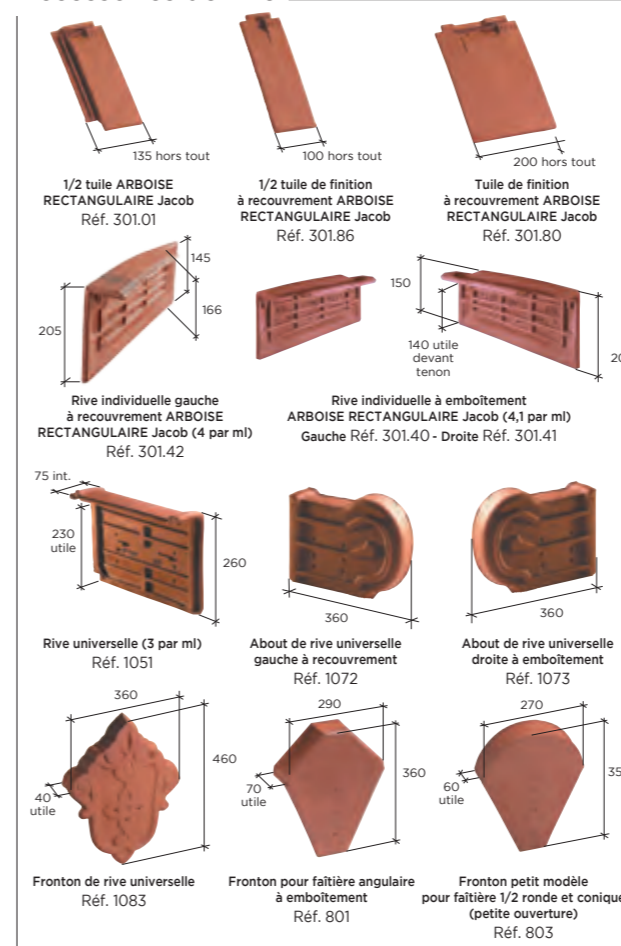 135 hors tout
100 hors tout
200 hors tout
1/2 tuile ARBOISE
RECTANGULAIRE Jacob
Réf. 301.01
1/2 tuile de finition
à recouvrement ARBOISE
RECTANGULAIRE Jacob
Réf. 301.86
Tuile de finition
à recouvrement ARBOISE
RECTANGULAIRE Jacob
Réf. 301.80
145
166
205
150
140 utile
devant
tenon
Rive individuelle gauche
à recouvrement ARBOISE
RECTANGULAIRE Jacob (4 par ml)
Réf. 301.42
Rive individuelle à emboîtement
ARBOISE RECTANGULAIRE Jacob (4,1 par ml)
Gauche Réf. 301.40 - Droite Réf. 301.41
75 int.
230
utile
260
360
360
Rive universelle (3 par ml)
Réf. 1051
About de rive universelle
gauche à recouvrement
Réf. 1072
About de rive universelle
droite à emboîtement
Réf. 1073
360
460
40
utile
290
360
70
utile
270
60
utile
Fronton de rive universelle
Réf. 1083
Fronton pour faîtière angulaire
à emboîtement
Réf. 801
Fronton petit modèle
pour faîtière 1/2 ronde et conique
(petite ouverture)
Réf. 803